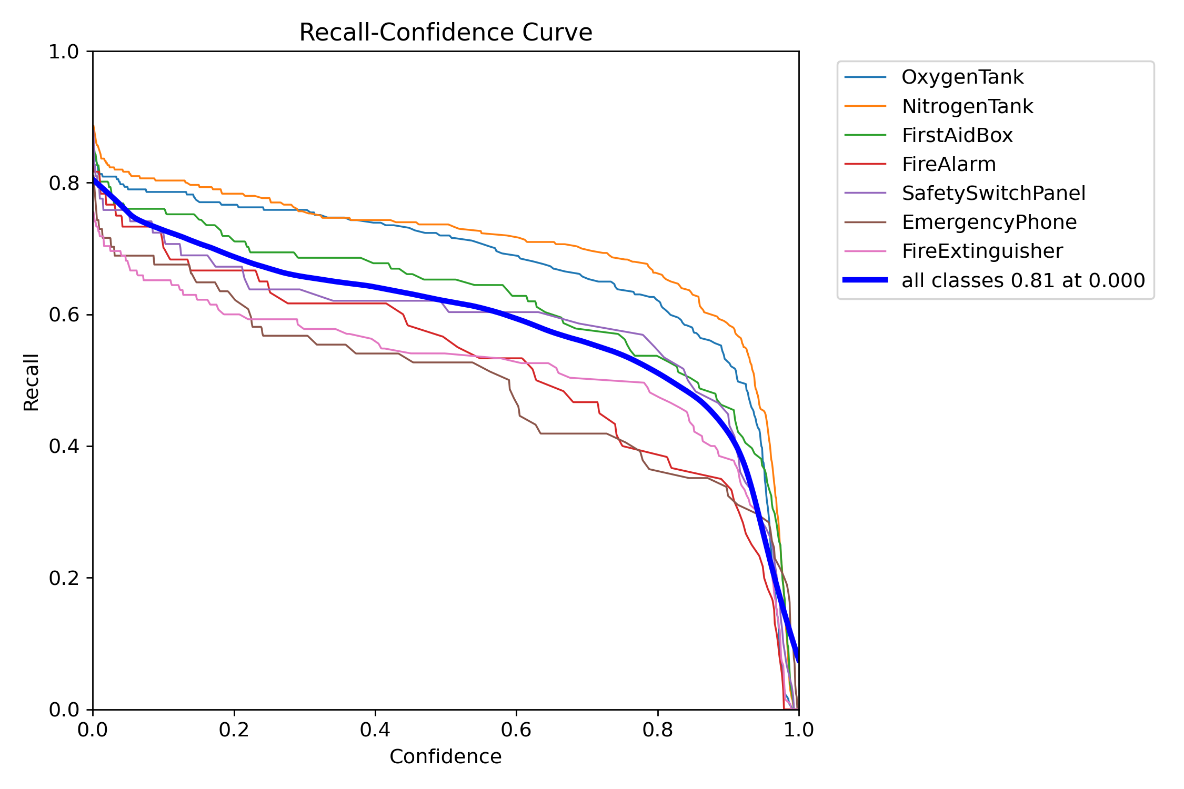 Recall-Confidence Curve
1.0
0.8
0.6
0.4
0.2
0.0
Recall
0.0 0.2 0.4 0.6 0.8 1.0
Confidence
OxygenTank
NitrogenTank
FirstAidBox
FireAlarm
SafetySwitchPanel
EmergencyPhone
FireExtinguisher
all classes 0.81 at 0.000